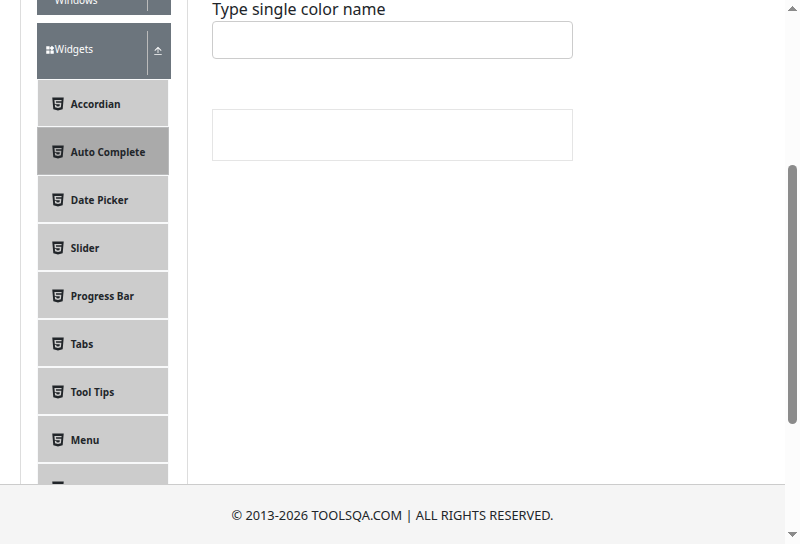 Windows
Type single color name
Widgets
Accordian
Auto Complete
Date Picker
Slider
Progress Bar
Tabs
Tool Tips
Menu
© 2013-2026 TOOLSQA.COM | ALL RIGHTS RESERVED.